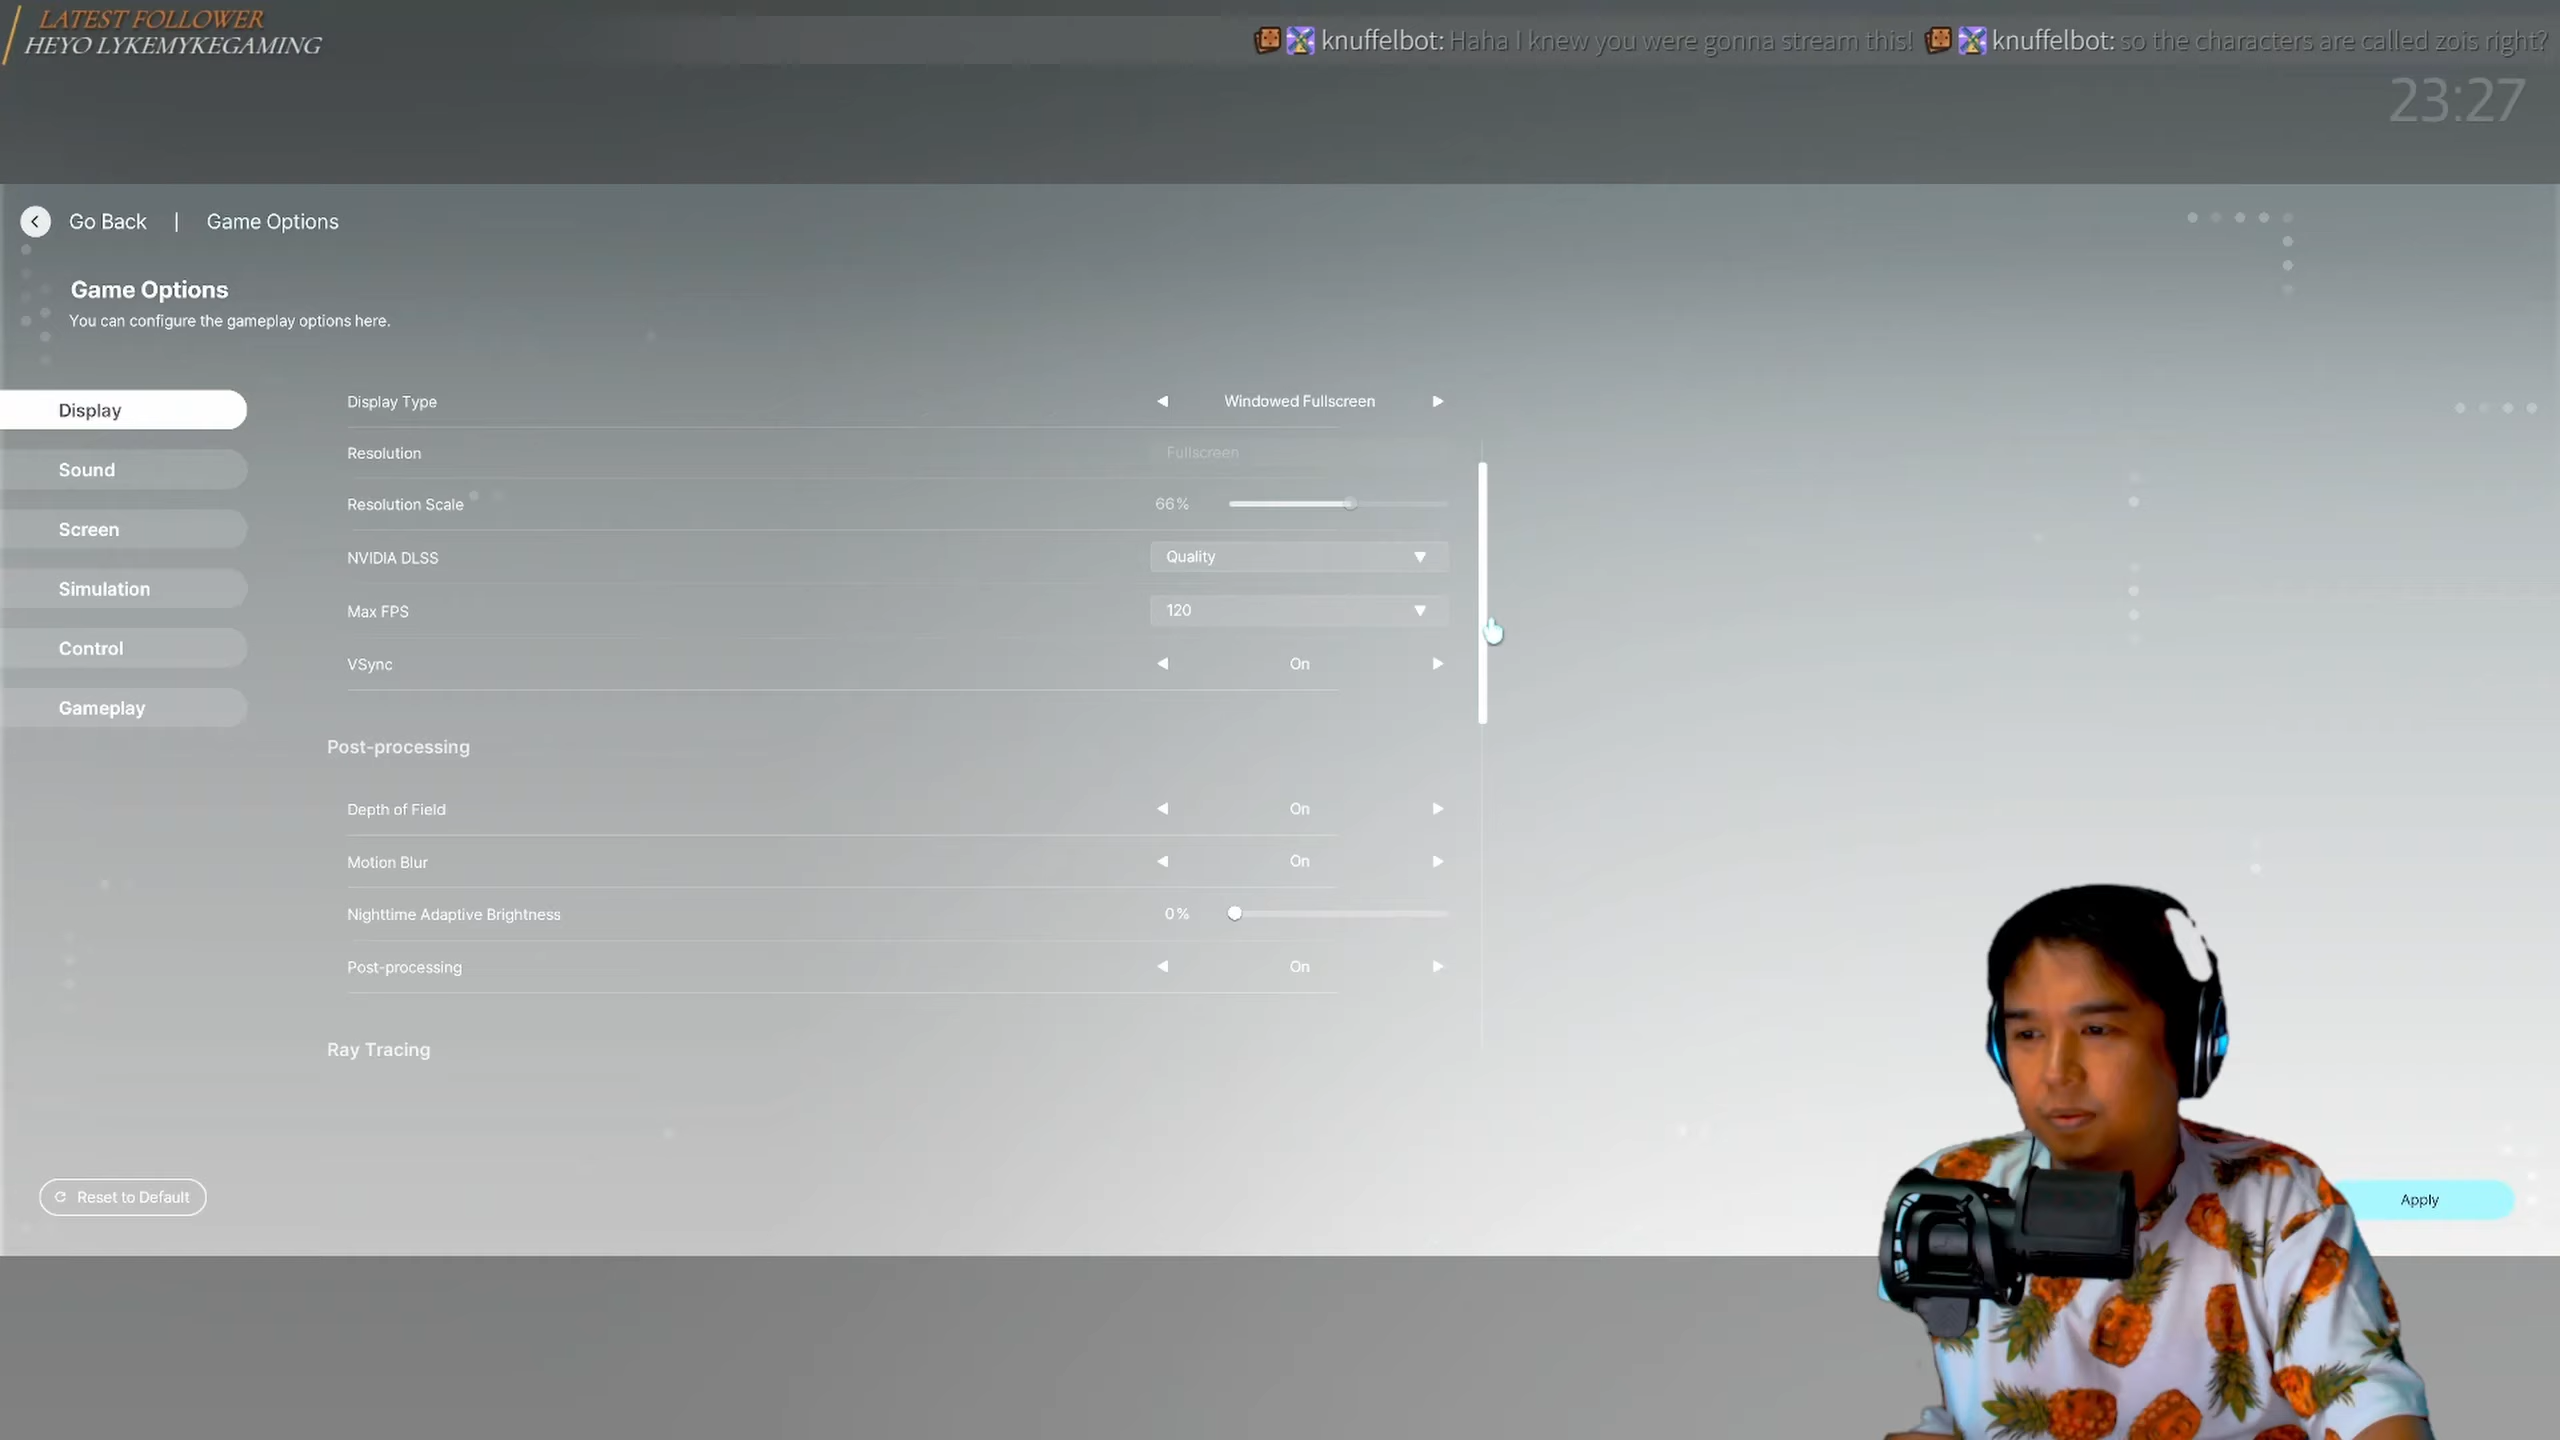 LATEST FOLLOWER
HEYO LYKEMYKEGAMING
knuffelbot: Haha I knew you were gonna stream this! knuffelbot: so the characters are called zois right?
23:27
Go Back | Game Options
Game Options
You can configure the gameplay options here.
Display
Sound
Screen
Simulation
Control
Gameplay
Display Type Windowed Fullscreen
Resolution Fullscreen
Resolution Scale 66%
NVIDIA DLSS Quality
Max FPS 120
VSync On
Post-processing
Depth of Field On
Motion Blur On
Nighttime Adaptive Brightness 0%
Post-processing On
Ray Tracing
Reset to Default
Apply